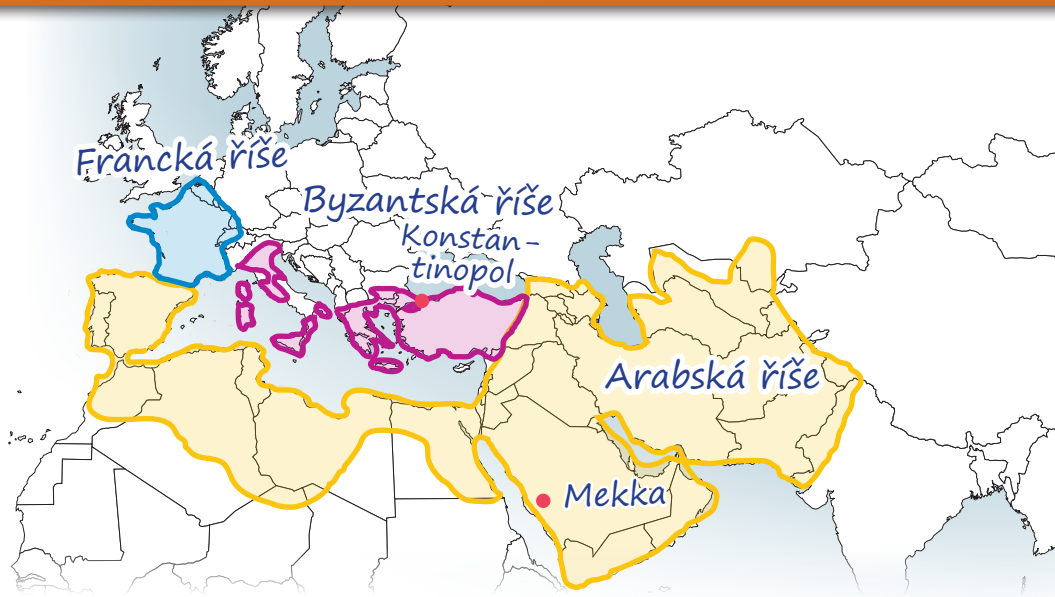 Francká říše
Byzantská říše
Konstan-
tinopol
Arabská říše
Mekka